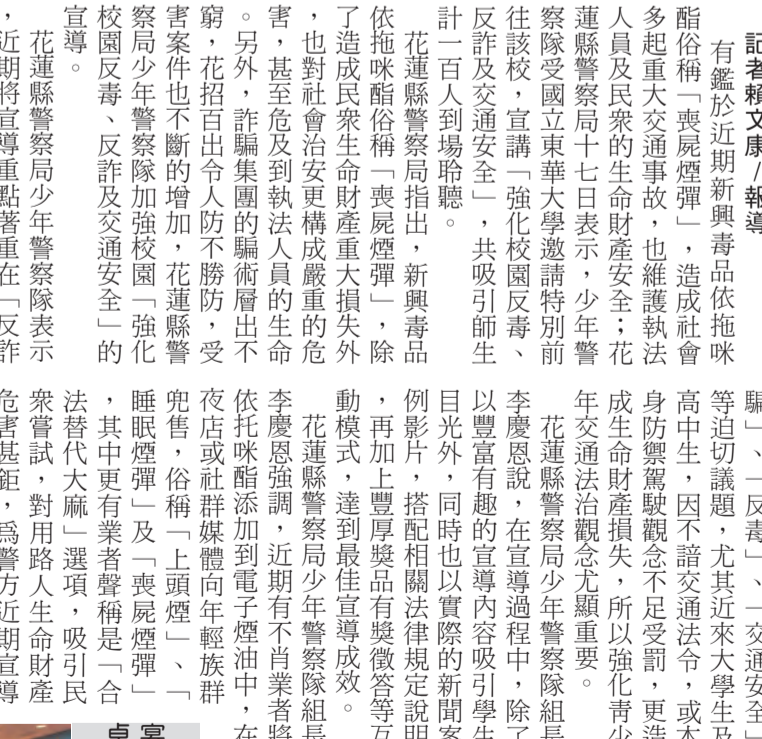 記者賴文康/報導
有鑑於近期新興毒品依拖咪
酯俗稱「喪屍煙彈」，造成社會
多起重大交通事故，也維護執法
人員及民眾的生命財產安全；花
蓮縣警察局十七日表示，少年警
察隊受國立東華大學邀請特別前
往該校，宣講「強化校園反毒、
反詐及交通安全」，共吸引師生
計一百人到場聆聽。
花蓮縣警察局指出，新興毒品
依拖咪酯俗稱「喪屍煙彈」，除
了造成民眾生命財產重大損失外
，也對社會治安更構成嚴重的危
害，甚至危及到執法人員的生命
。另外，詐騙集團的騙術層出不
窮，花招百出令人防不勝防，受
害案件也不斷的增加，花蓮縣警
察局少年警察隊加強校園「強化
校園反毒、反詐及交通安全」的
宣導。
花蓮縣警察局少年警察隊表示
，近期將宣導重點著重在「反詐
騙」、「反毒」、「交通安全」
等迫切議題，尤其近來大學生及
高中生，因不諳交通法令，或本
身防禦駕駛觀念不足受罰，更造
成生命財產損失，所以強化青少
年交通法治觀念尤顯重要。
花蓮縣警察局少年警察隊組長
李慶恩說，在宣導過程中，除了
以豐富有趣的宣導內容吸引學生
目光外，同時也以實際的新聞案
例影片，搭配相關法律規定說明
，再加上豐厚獎品有獎徵答等互
動模式，達到最佳宣導成效。
花蓮縣警察局少年警察隊組長
李慶恩強調，近期有不肖業者將
依托咪酯添加到電子煙油中，在
夜店或社群媒體向年輕族群
兜售，俗稱「上頭煙」、「
睡眠煙彈」及「喪屍煙彈」
，其中更有業者聲稱是「合
法替代大麻」選項，吸引民
眾嘗試，對用路人生命財產
危害甚鉅，為警方近期宣導
宴
桌